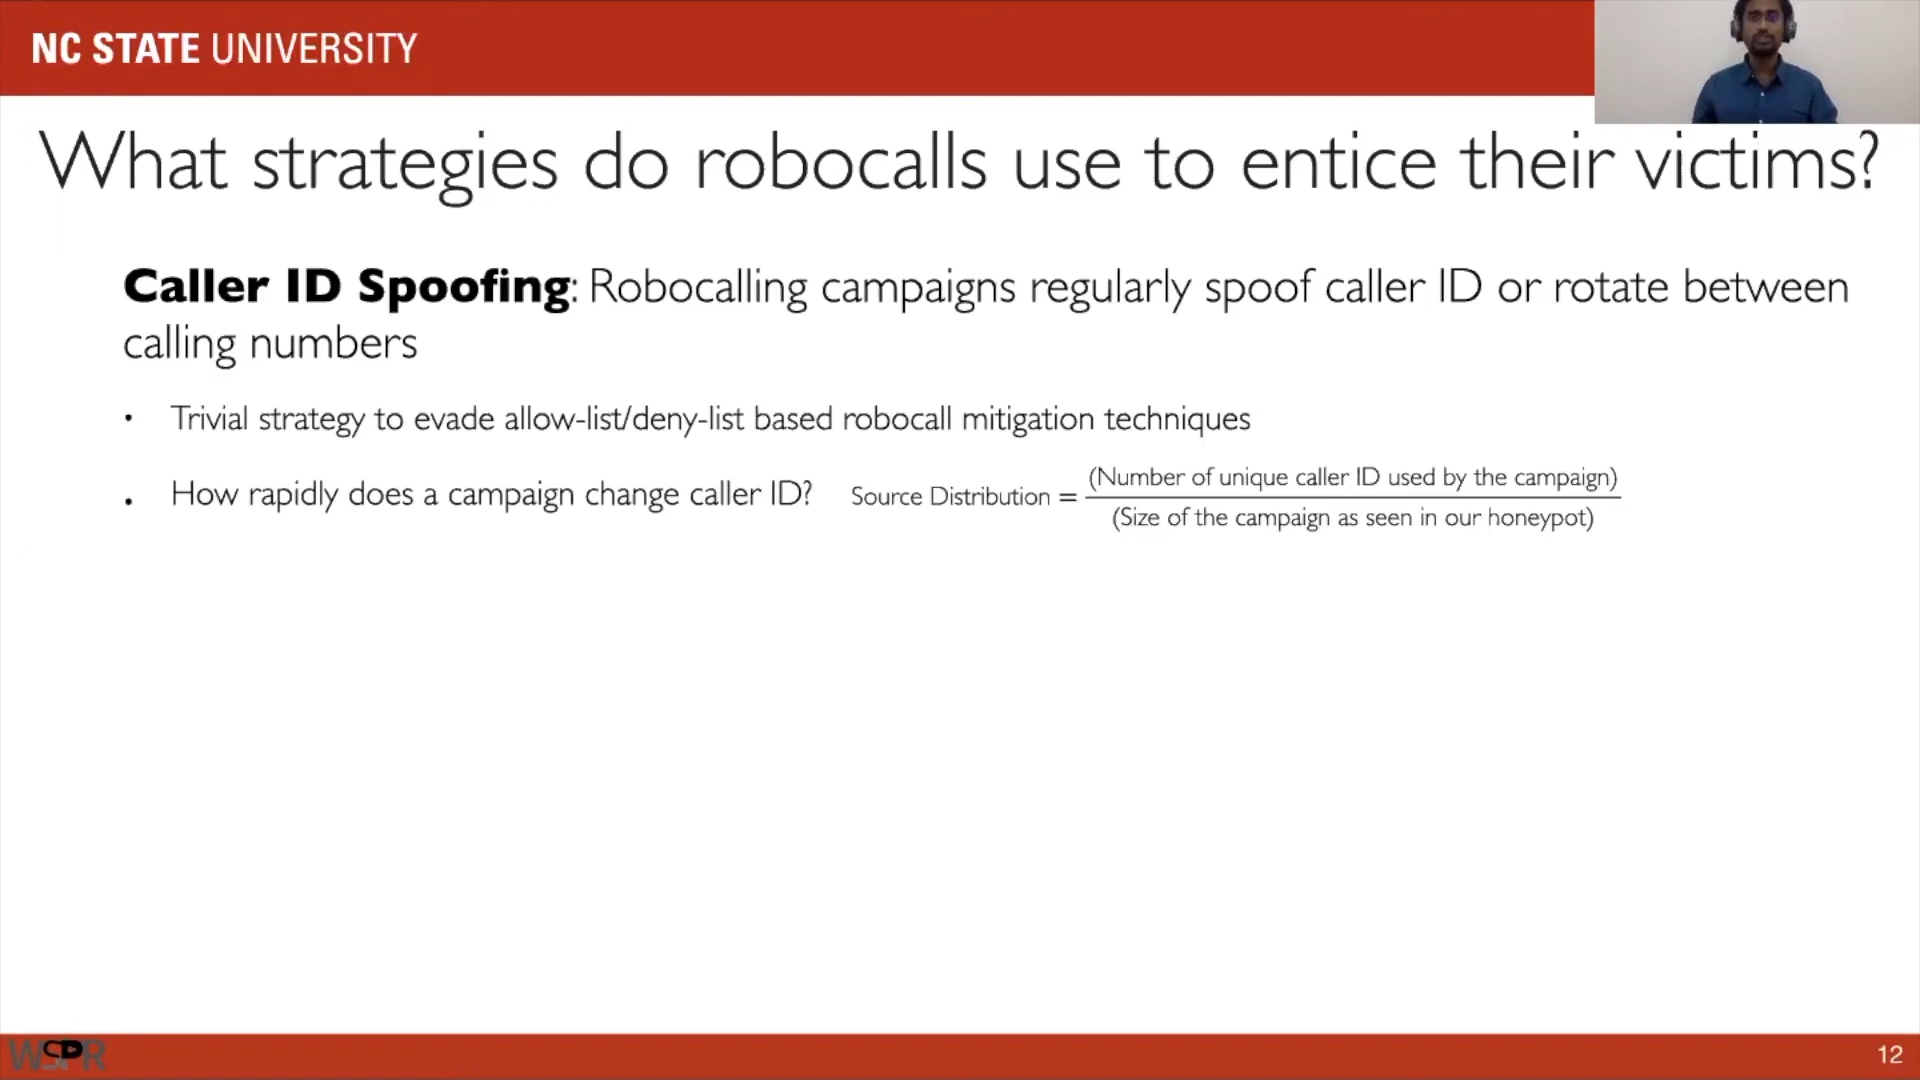 NC STATE UNIVERSITY
What strategies do robocalls use to entice their victims?
Caller ID Spoofing: Robocalling campaigns regularly spoof caller ID or rotate between
calling numbers
• Trivial strategy to evade allow-list/deny-list based robocall mitigation techniques
• How rapidly does a campaign change caller ID? Source Distribution = (Number of unique caller ID used by the campaign)
(Size of the campaign as seen in our honeypot)
WSPR
12